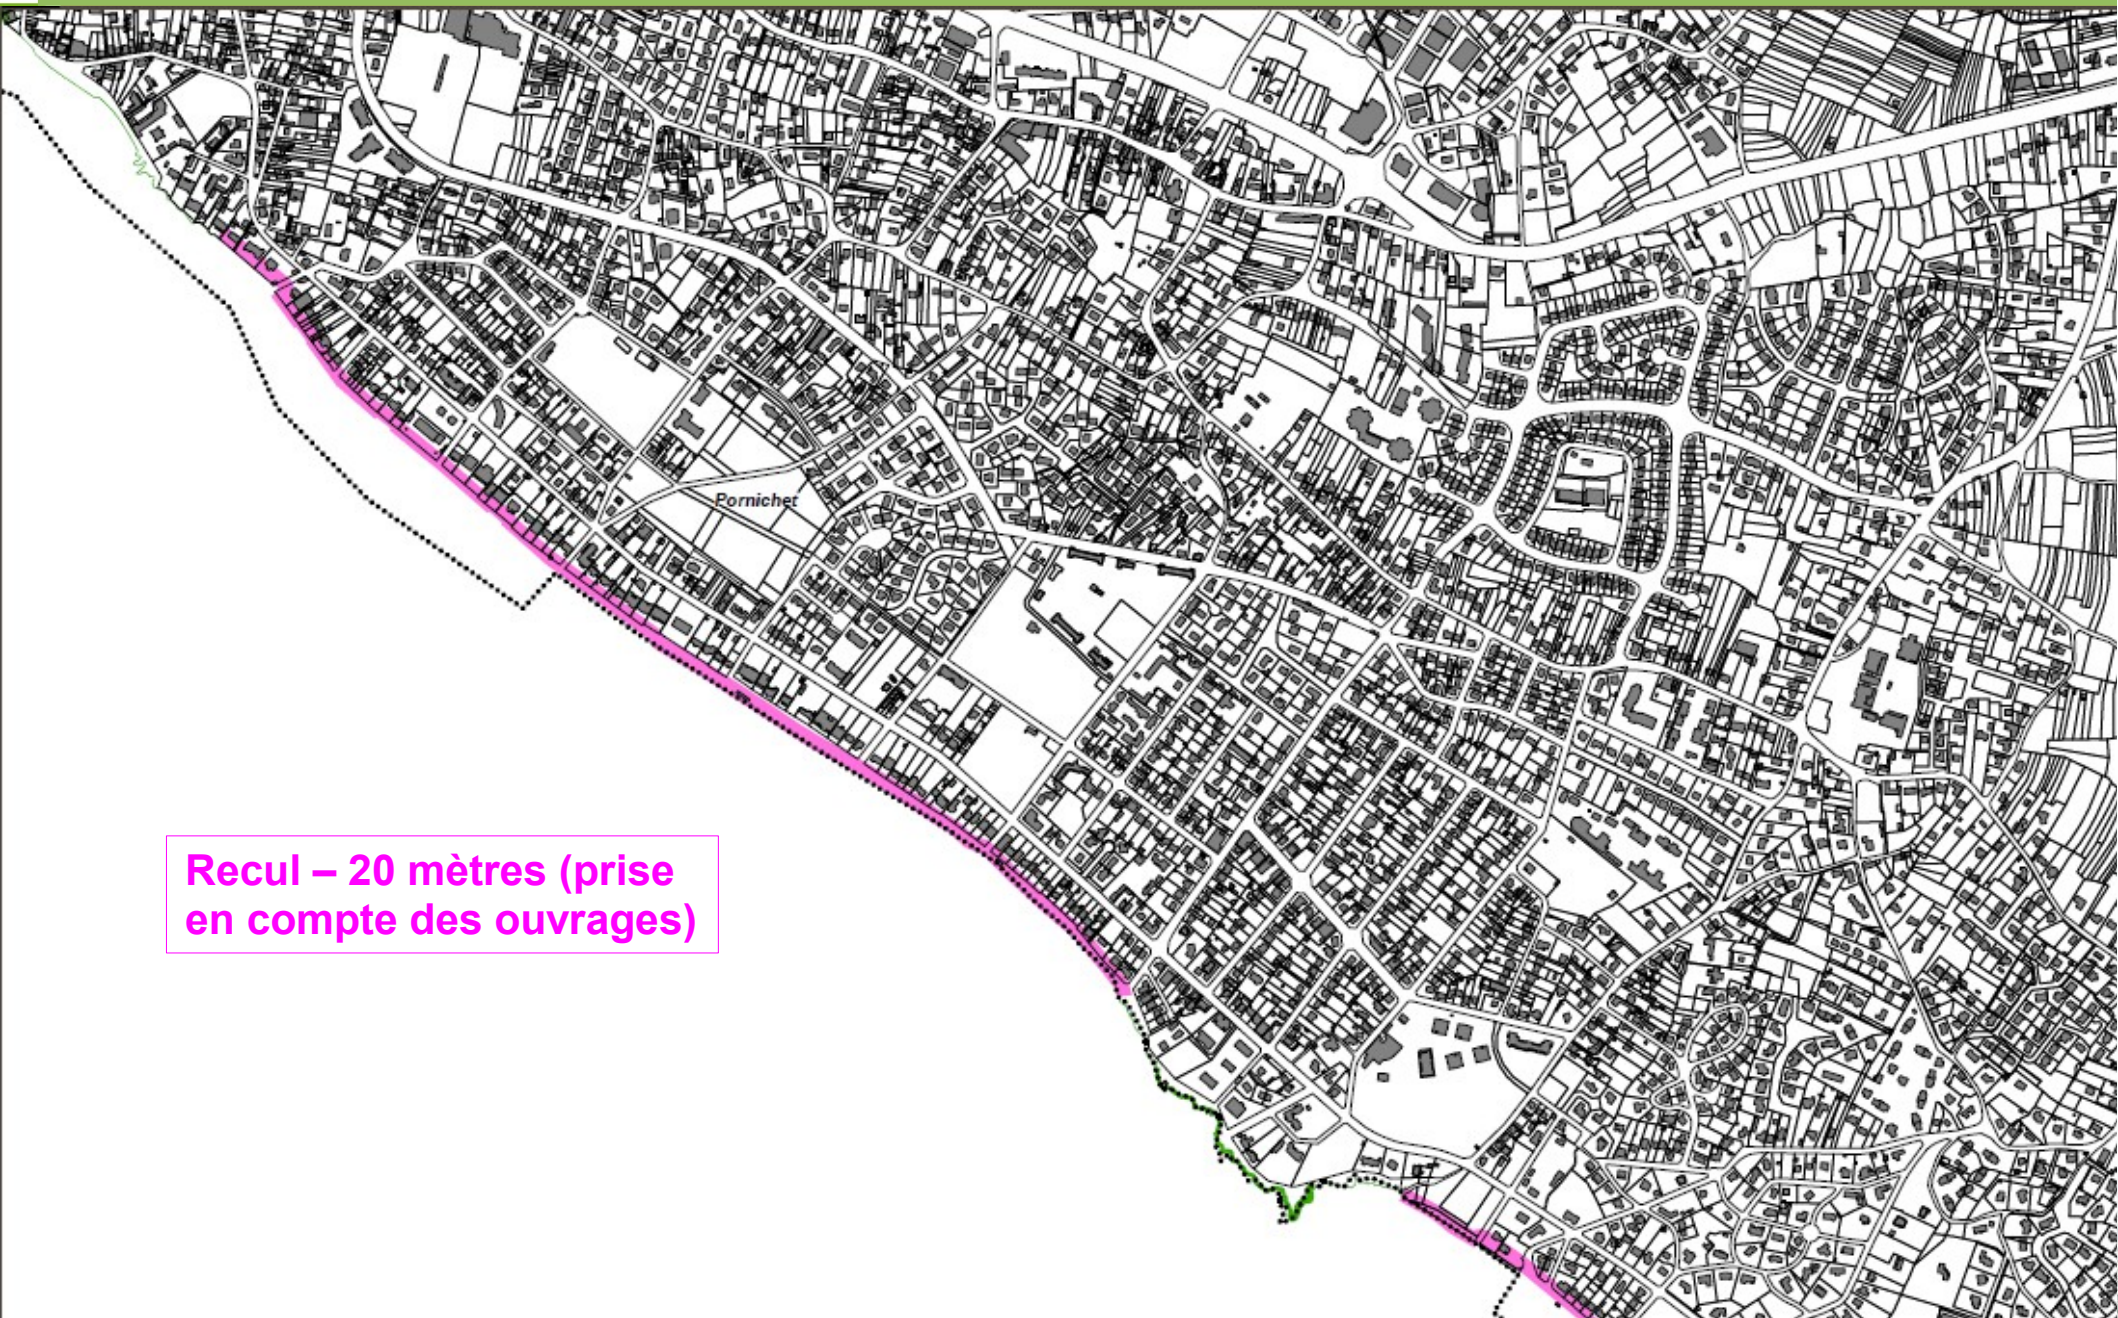 Pornichet
Recul – 20 mètres (prise
en compte des ouvrages)